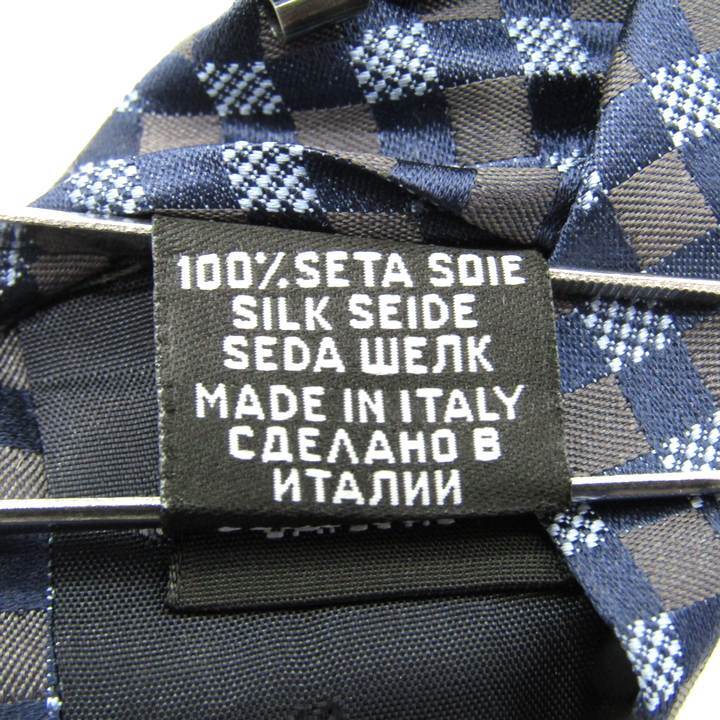 100% SETA SOIE
SILK SEIDE
SEDA ШЕЛК
MADE IN ITALY
СДЕЛАНО В
ИТАЛИИ